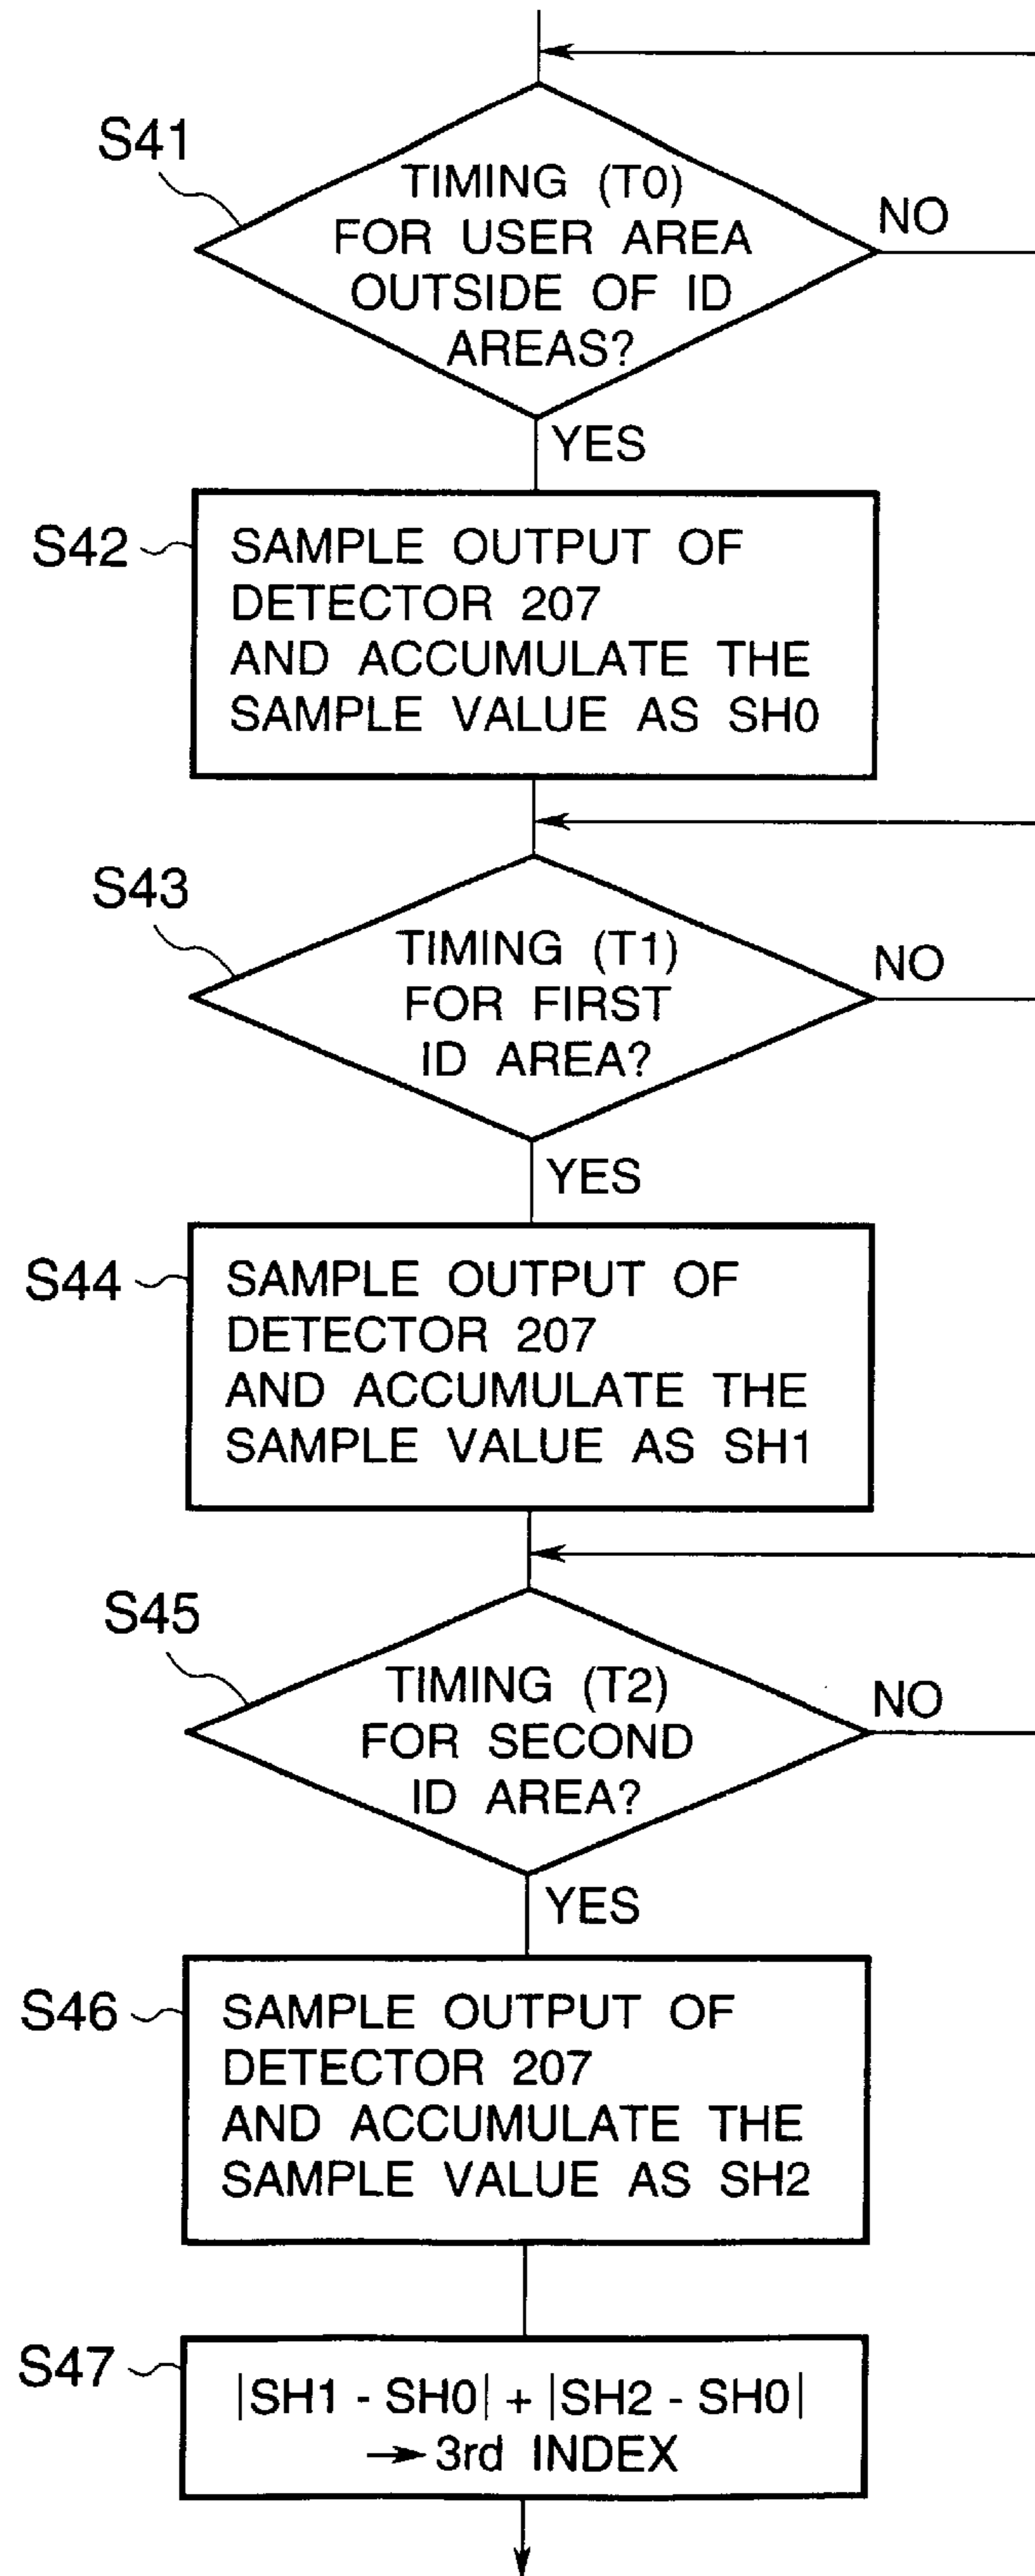 S41
TIMING (T0)
FOR USER AREA
OUTSIDE OF ID
AREAS?
NO
YES
S42
SAMPLE OUTPUT OF
DETECTOR 207
AND ACCUMULATE THE
SAMPLE VALUE AS SH0
S43
TIMING (T1)
FOR FIRST
ID AREA?
NO
YES
S44
SAMPLE OUTPUT OF
DETECTOR 207
AND ACCUMULATE THE
SAMPLE VALUE AS SH1
S45
TIMING (T2)
FOR SECOND
ID AREA?
NO
YES
S46
SAMPLE OUTPUT OF
DETECTOR 207
AND ACCUMULATE THE
SAMPLE VALUE AS SH2
S47
|SH1 - SH0| + |SH2 - SH0|
→ 3rd INDEX